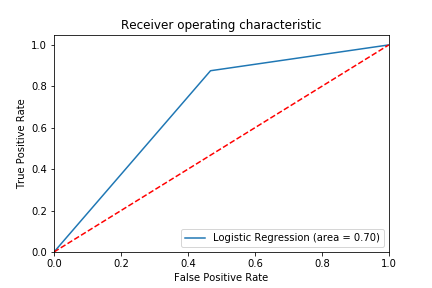 Receiver operating characteristic
True Positive Rate
1.0
0.8
0.6
0.4
0.2
0.0
Logistic Regression (area = 0.70)
0.0 0.2 0.4 0.6 0.8 1.0
False Positive Rate